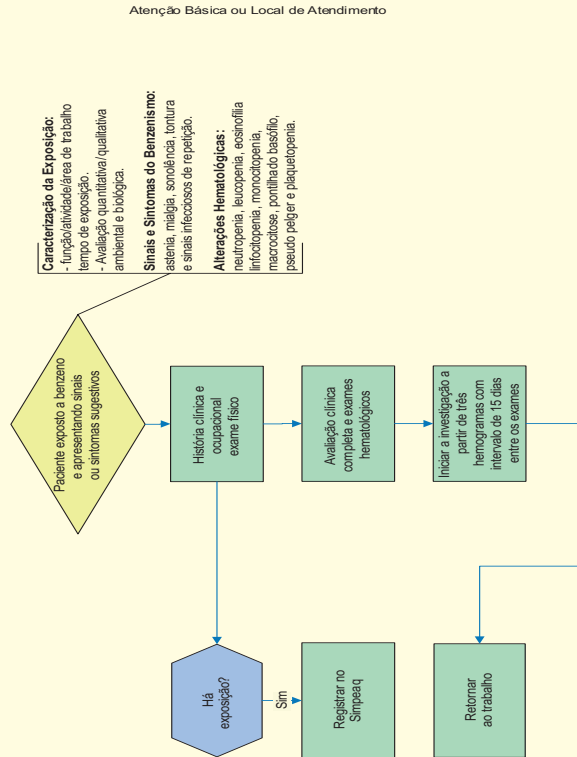 Atenção Básica ou Local de Atendimento
Caracterização da Exposição:
- função/atividade/área de trabalho
tempo de exposição.
- Avaliação quantitativa/qualitativa
ambiental e biológica.
Sinais e Sintomas do Benzenismo:
astenia, mialgia, sonolência, tontura
e sinais infecciosos de repetição.
Alterações Hematológicas:
neutropenia, leucopenia, eosinofilia
linfocitopenia, monocitopenia,
macrocitose, pontilhado basófilo,
pseudo pelger e plaquetopenia.
Paciente exposto a benzeno
e apresentando sinais
ou sintomas sugestivos
História clínica e
ocupacional
exame físico
Avaliação clínica
completa e exames
hematológicos
Iniciar a investigação a
partir de três
hemogramas com
intervalo de 15 dias
entre os exames
Há
exposição?
Sim
Registrar no
Simpeaq
Retornar
ao trabalho